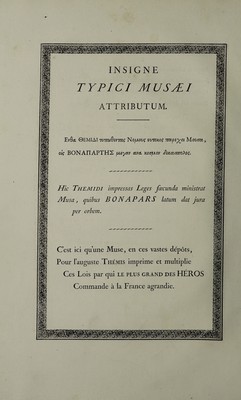 INSIGNE
TYPICI MUSÆI
ATTRIBUTUM.
Hic THEMIDI impressas Leges facunda ministrat
Musa, quibus BONAPARS latum dat jura
per orbem.
C'est ici qu'une Muse, en ces vastes dépôts,
Pour l'auguste THÉMIS imprime et multiplie
Ces Lois par qui LE PLUS GRAND DES HÉROS
Commande à la France agrandie.